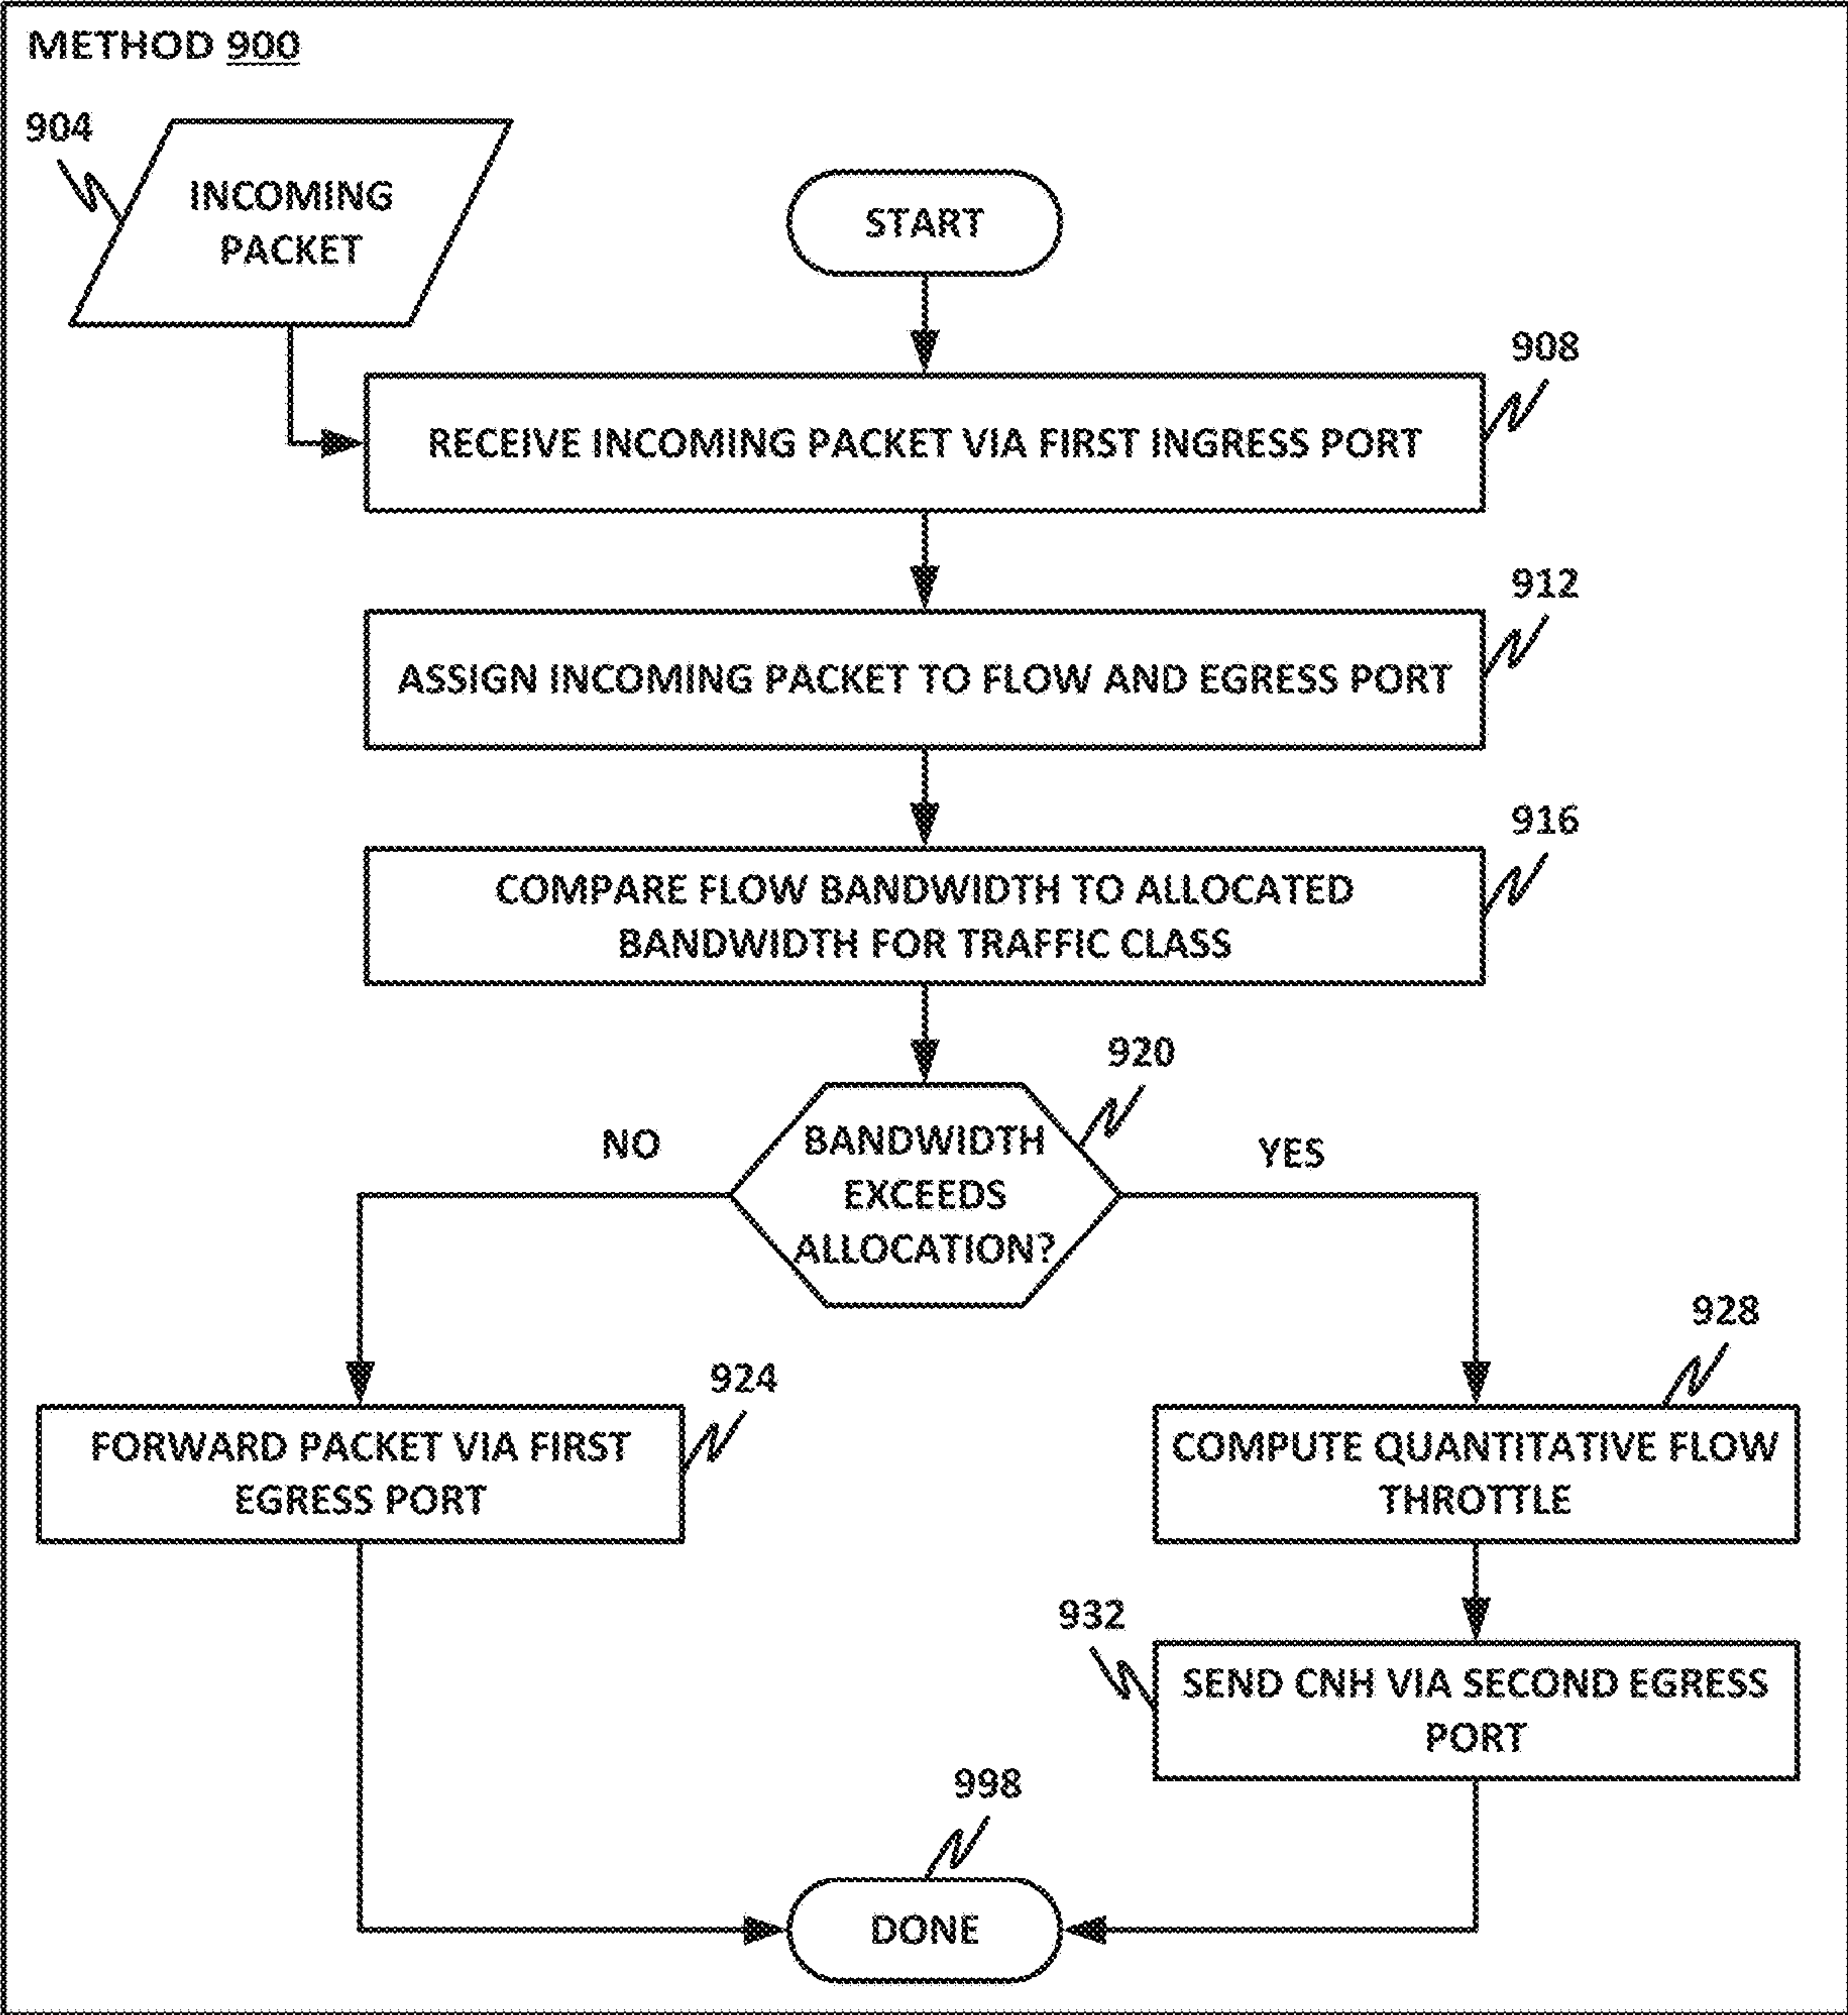 METHOD 900
904
INCOMING
PACKET
START
908
RECEIVE INCOMING PACKET VIA FIRST INGRESS PORT
912
ASSIGN INCOMING PACKET TO FLOW AND EGRESS PORT
916
COMPARE FLOW BANDWIDTH TO ALLOCATED
BANDWIDTH FOR TRAFFIC CLASS
920
NO
BANDWIDTH
EXCEEDS
ALLOCATION?
YES
924
FORWARD PACKET VIA FIRST
EGRESS PORT
928
COMPUTE QUANTITATIVE FLOW
THROTTLE
932
SEND CNH VIA SECOND EGRESS
PORT
998
DONE